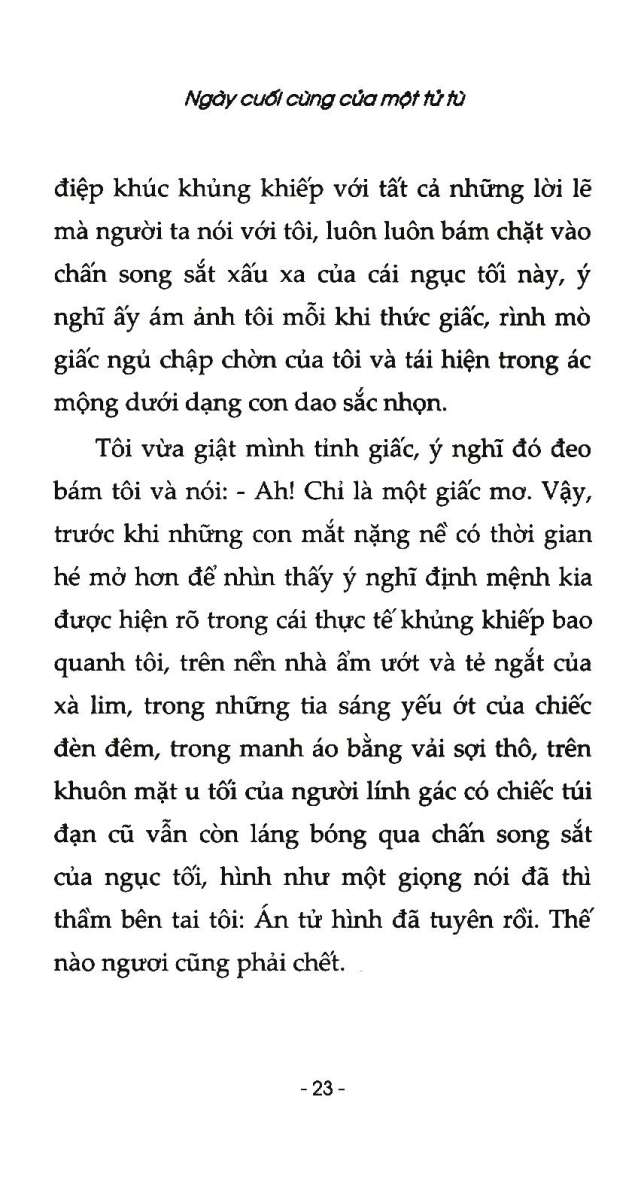 Ngày cuối cùng của một tử tù
điệp khúc khủng khiếp với tất cả những lời lẽ
mà người ta nói với tôi, luôn luôn bám chặt vào
chấn song sắt xấu xa của cái ngục tối này, ý
nghĩ ấy ám ảnh tôi mỗi khi thức giấc, rình mò
giấc ngủ chập chờn của tôi và tái hiện trong ác
mộng dưới dạng con dao sắc nhọn.
Tôi vừa giật mình tỉnh giấc, ý nghĩ đó đeo
bám tôi và nói: - Ah! Chỉ là một giấc mơ. Vậy,
trước khi những con mắt nặng nề có thời gian
hé mở hơn để nhìn thấy ý nghĩ định mệnh kia
được hiện rõ trong cái thực tế khủng khiếp bao
quanh tôi, trên nền nhà ẩm ướt và tẻ ngắt của
xà lim, trong những tia sáng yếu ớt của chiếc
đèn đêm, trong manh áo bằng vải sợi thô, trên
khuôn mặt u tối của người lính gác có chiếc túi
đạn cũ vẫn còn láng bóng qua chấn song sắt
của ngục tối, hình như một giọng nói đã thì
thầm bên tai tôi: Án tử hình đã tuyên rồi. Thế
nào ngươi cũng phải chết.
- 23 -